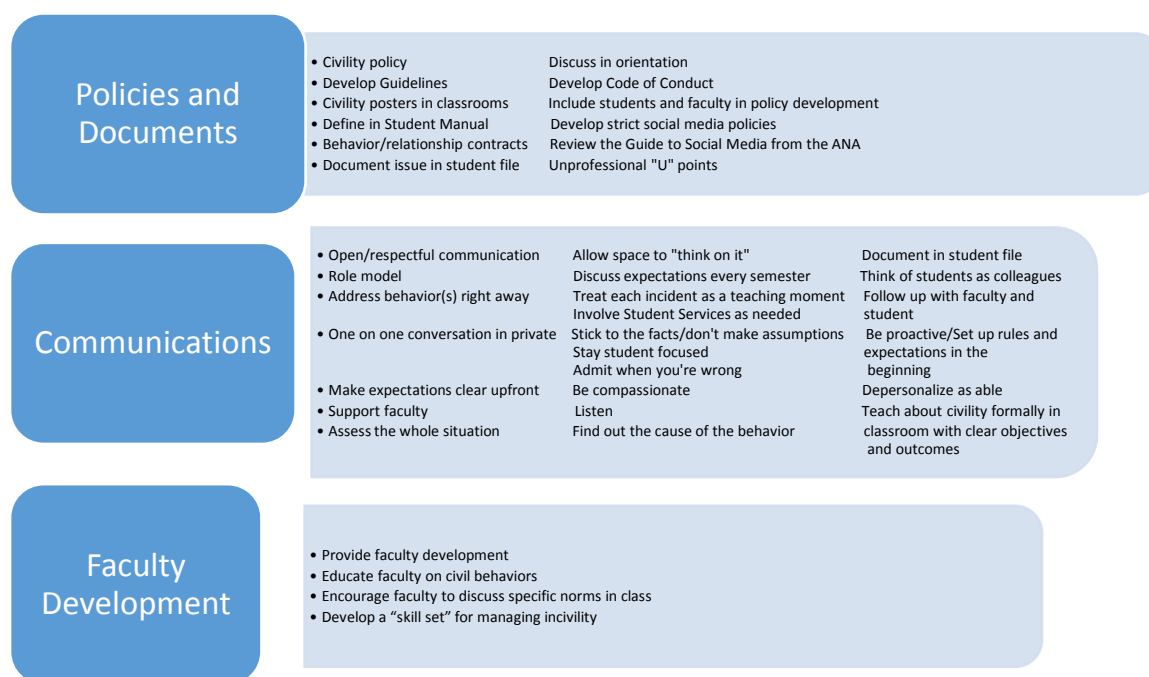 Policies and
Documents
• Civility policy Discuss in orientation
• Develop Guidelines Develop Code of Conduct
• Civility posters in classrooms Include students and faculty in policy development
• Define in Student Manual Develop strict social media policies
• Behavior/relationship contracts Review the Guide to Social Media from the ANA
• Document issue in student file Unprofessional "U" points
Communications
• Open/respectful communication Allow space to "think on it" Document in student file
• Role model Discuss expectations every semester Think of students as colleagues
• Address behavior(s) right away Treat each incident as a teaching moment Follow up with faculty and
Involve Student Services as needed student
• One on one conversation in private Stick to the facts/don't make assumptions Be proactive/Set up rules and
Stay student focused expectations in the
Admit when you're wrong beginning
• Make expectations clear upfront Be compassionate Depersonalize as able
• Support faculty Listen Teach about civility formally in
• Assess the whole situation Find out the cause of the behavior classroom with clear objectives
and outcomes
Faculty
Development
• Provide faculty development
• Educate faculty on civil behaviors
• Encourage faculty to discuss specific norms in class
• Develop a “skill set” for managing incivility